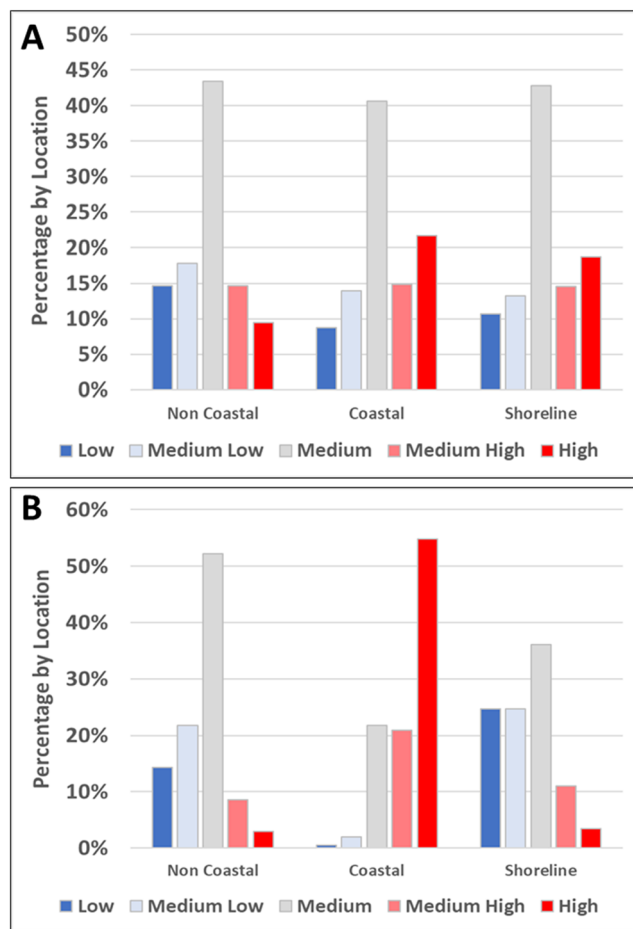 A
50%
45%
40%
35%
30%
25%
20%
15%
10%
5%
0%
Percentage by Location
Non Coastal Coastal Shoreline
Low Medium Low Medium Medium High High
B
60%
50%
40%
30%
20%
10%
0%
Percentage by Location
Non Coastal Coastal Shoreline
Low Medium Low Medium Medium High High